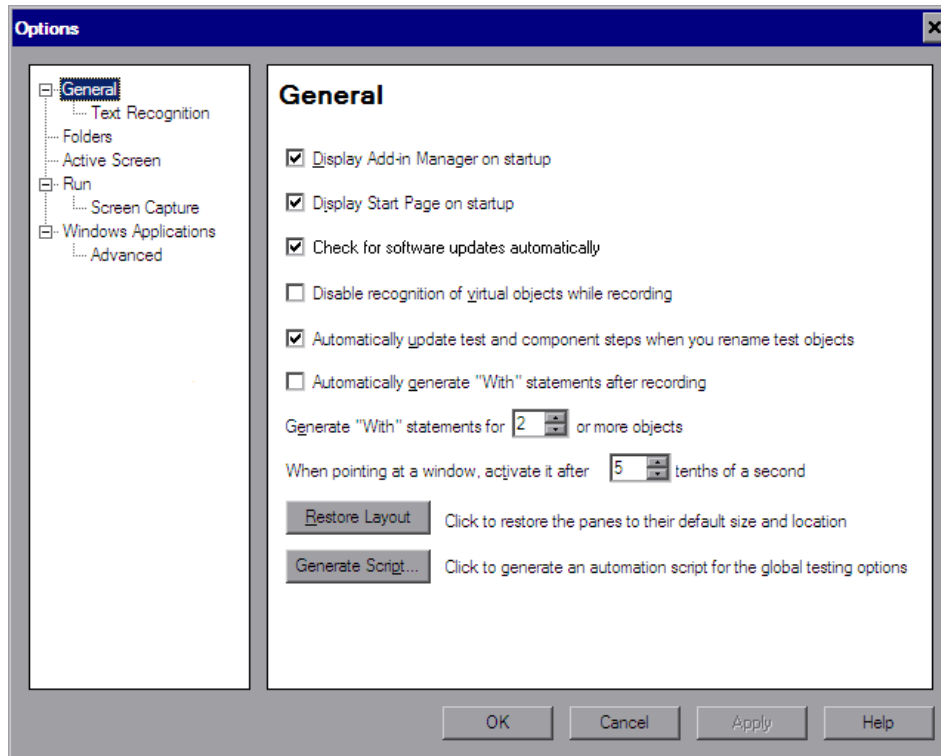 Options
General
Text Recognition
Folders
Active Screen
Run
Screen Capture
Windows Applications
Advanced
General
Display Add-in Manager on startup
Display Start Page on startup
Check for software updates automatically
Disable recognition of virtual objects while recording
Automatically update test and component steps when you rename test objects
Automatically generate "With" statements after recording
Generate "With" statements for 2 or more objects
When pointing at a window, activate it after 5 tenths of a second
Restore Layout Click to restore the panes to their default size and location
Generate Script... Click to generate an automation script for the global testing options
OK Cancel Apply Help